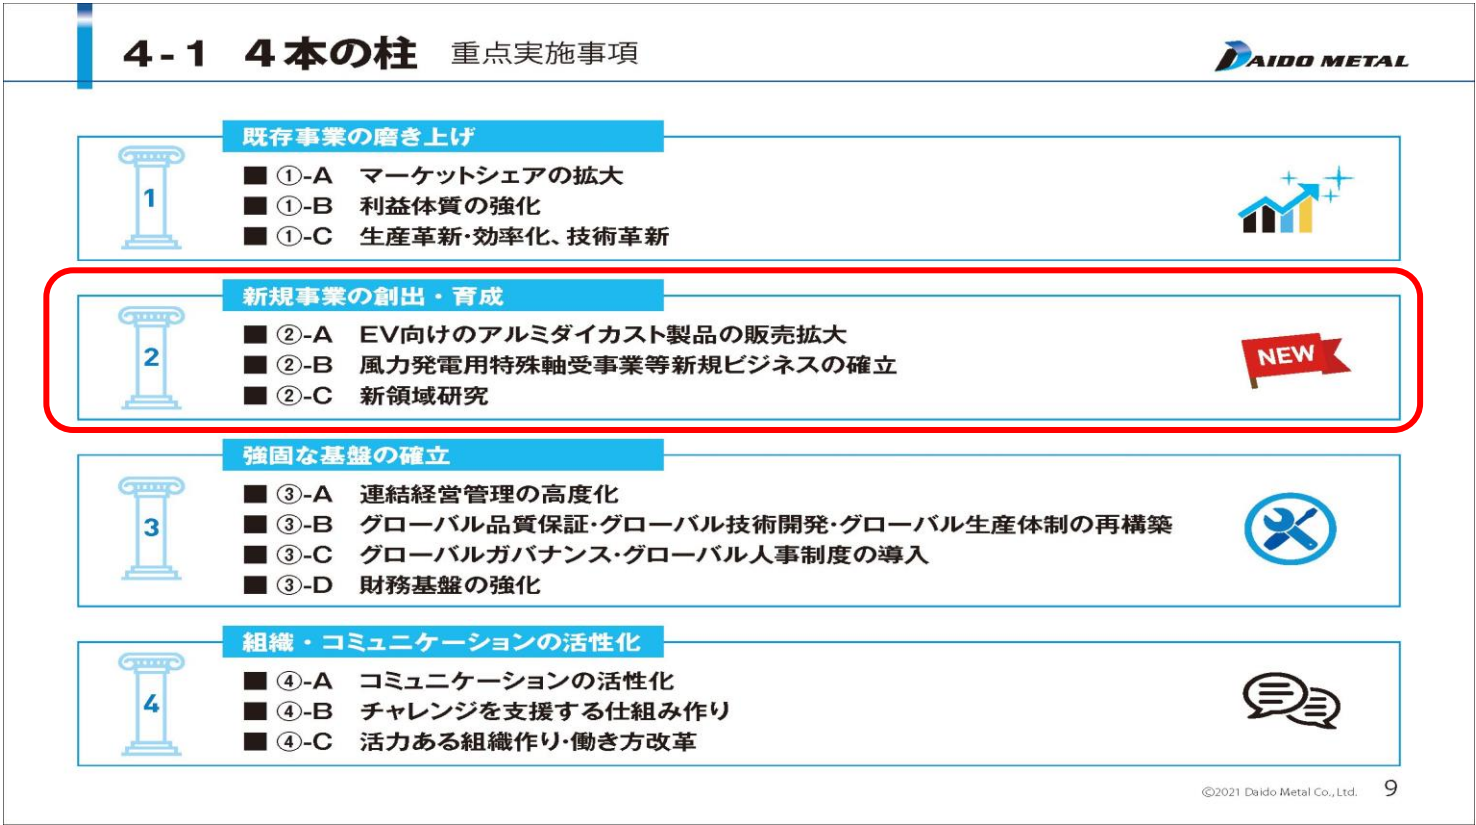 4-1 4本の柱 重点実施事項
DAIDO METAL
既存事業の磨き上げ
1
■ ①-A マーケットシェアの拡大
■ ①-B 利益体質の強化
■ ①-C 生産革新・効率化、技術革新
新規事業の創出・育成
2
■ ②-A EV向けのアルミダイカスト製品の販売拡大
■ ②-B 風力発電用特殊軸受事業等新規ビジネスの確立
■ ②-C 新領域研究
NEW
強固な基盤の確立
3
■ ③-A 連結経営管理の高度化
■ ③-B グローバル品質保証・グローバル技術開発・グローバル生産体制の再構築
■ ③-C グローバルガバナンス・グローバル人事制度の導入
■ ③-D 財務基盤の強化
組織・コミュニケーションの活性化
4
■ ④-A コミュニケーションの活性化
■ ④-B チャレンジを支援する仕組み作り
■ ④-C 活力ある組織作り・働き方改革
©2021 Daido Metal Co., Ltd. 9